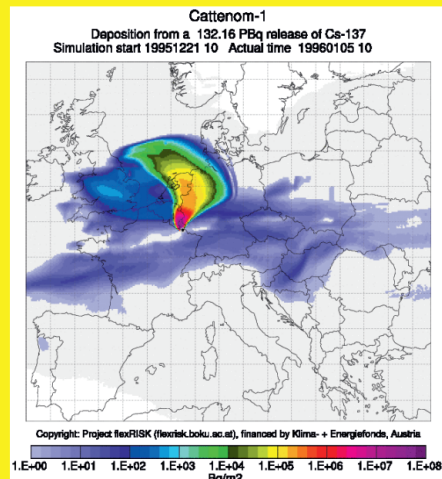 Cattenom-1
Deposition from a 132.16 PBq release of Cs-137
Simulation start 19951221 10 Actual time 19960105 10
Copyright: Project flexRISK (flexrisk.boku.ac.at), financed by Klima- + Energiefonds, Austria
1.E+00 1.E+01 1.E+02 1.E+03 1.E+04 1.E+05 1.E+06 1.E+07 1.E+08
Bq/m2